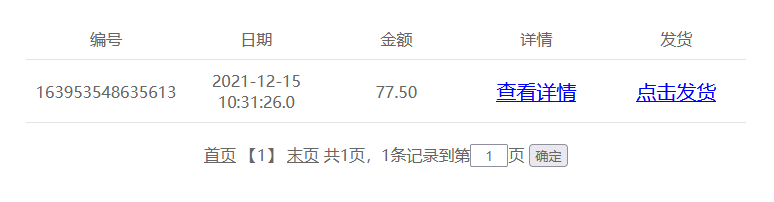 编号 日期 金额 详情 发货
163953548635613 2021-12-15 10:31:26.0 77.50 查看详情 点击发货
首页 【1】 末页 共1页，1条记录到第 1 页 确定